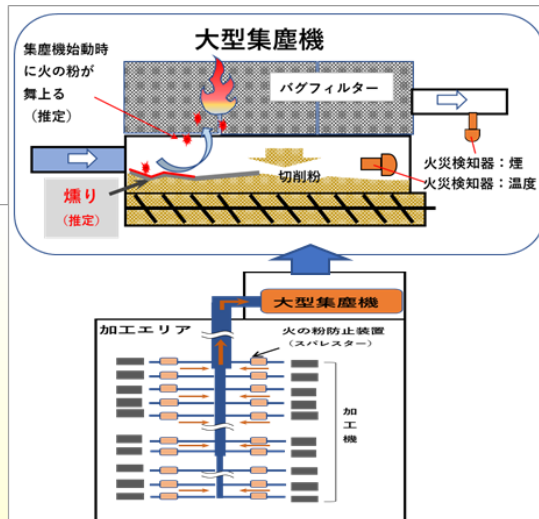 大型集塵機
集塵機始動時
に火の粉が
舞上る
（推定）
バグフィルター
切削粉
燻り
（推定）
火災検知器：煙
火災検知器：温度
大型集塵機
加工エリア
火の粉防止装置
（スパレスター）
加工機